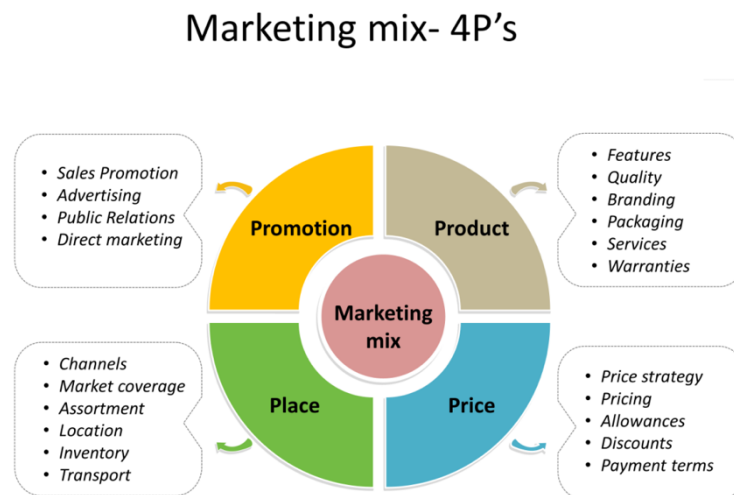 Marketing mix- 4P’s
• Sales Promotion
• Advertising
• Public Relations
• Direct marketing
Promotion
Product
• Features
• Quality
• Branding
• Packaging
• Services
• Warranties
Marketing
mix
• Channels
• Market coverage
• Assortment
• Location
• Inventory
• Transport
Place
Price
• Price strategy
• Pricing
• Allowances
• Discounts
• Payment terms